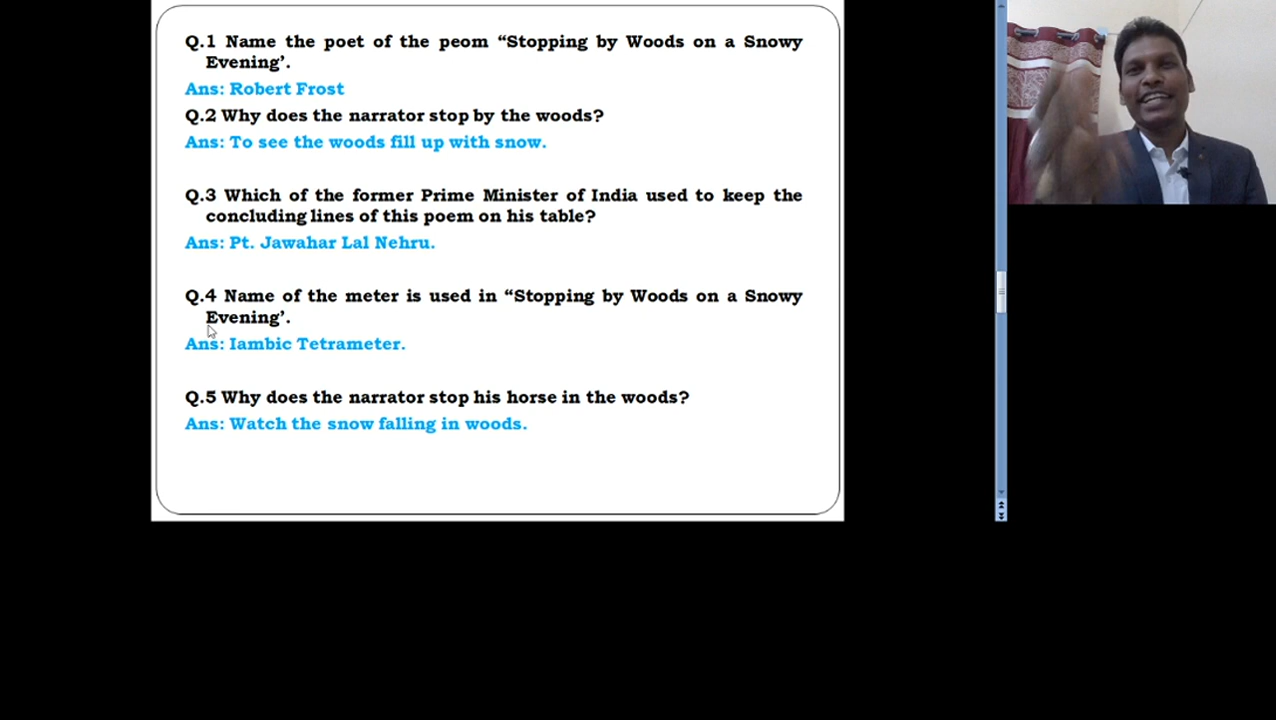 Q.1 Name the poet of the peom “Stopping by Woods on a Snowy
Evening’.
Ans: Robert Frost
Q.2 Why does the narrator stop by the woods?
Ans: To see the woods fill up with snow.
Q.3 Which of the former Prime Minister of India used to keep the
concluding lines of this poem on his table?
Ans: Pt. Jawahar Lal Nehru.
Q.4 Name of the meter is used in “Stopping by Woods on a Snowy
Evening’.
Ans: Iambic Tetrameter.
Q.5 Why does the narrator stop his horse in the woods?
Ans: Watch the snow falling in woods.